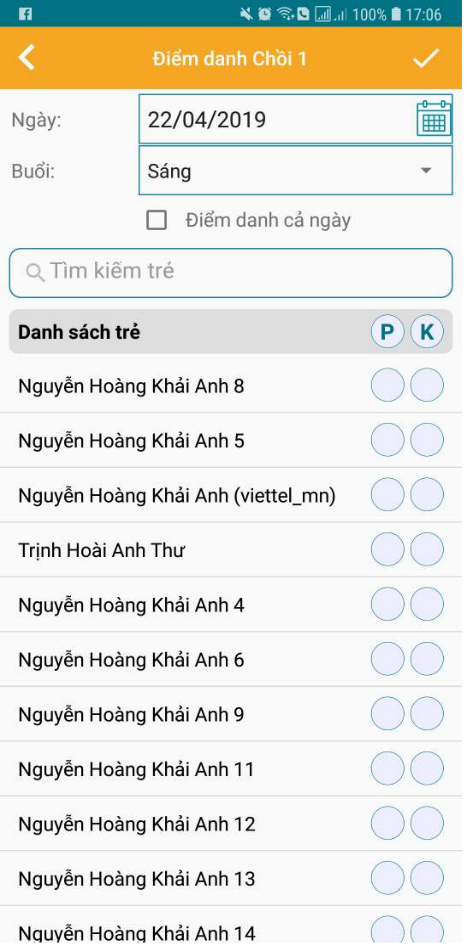 100% 17:06
Điểm danh Chồi 1
Ngày: 22/04/2019
Buổi: Sáng
Điểm danh cả ngày
Tìm kiếm trẻ
Danh sách trẻ P K
Nguyễn Hoàng Khải Anh 8
Nguyễn Hoàng Khải Anh 5
Nguyễn Hoàng Khải Anh (viettel_mn)
Trịnh Hoài Anh Thư
Nguyễn Hoàng Khải Anh 4
Nguyễn Hoàng Khải Anh 6
Nguyễn Hoàng Khải Anh 9
Nguyễn Hoàng Khải Anh 11
Nguyễn Hoàng Khải Anh 12
Nguyễn Hoàng Khải Anh 13
Nguyễn Hoàng Khải Anh 14